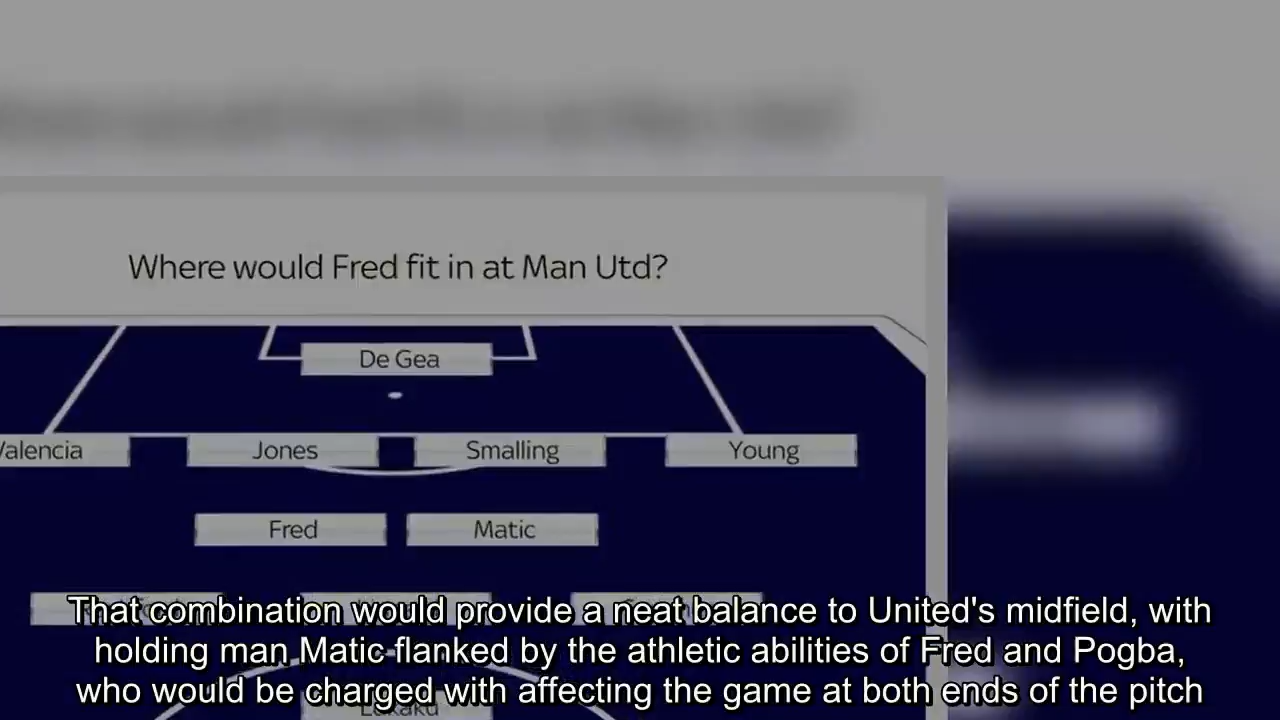 Where would Fred fit in at Man Utd?
De Gea
Valencia Jones Smalling Young
Fred Matic
That combination would provide a neat balance to United's midfield, with
holding man Matic flanked by the athletic abilities of Fred and Pogba,
who would be charged with affecting the game at both ends of the pitch
Lukaku